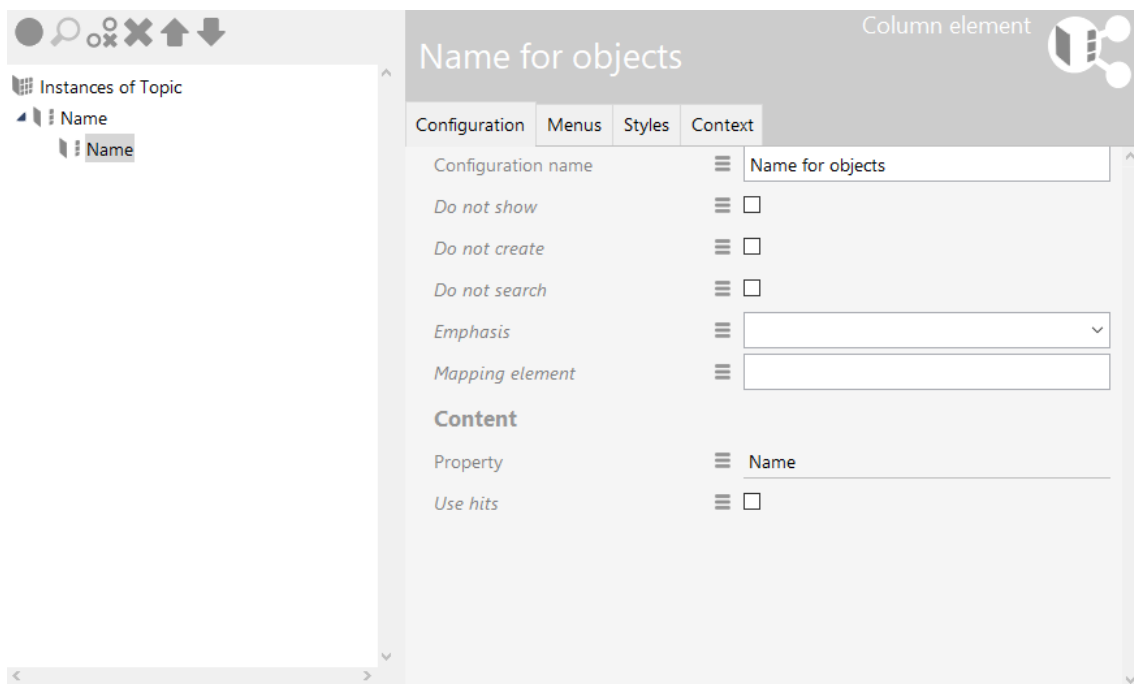 Instances of Topic
Name
Name
Column element
Name for objects
Configuration Menus Styles Context
Configuration name Name for objects
Do not show
Do not create
Do not search
Emphasis
Mapping element
Content
Property Name
Use hits